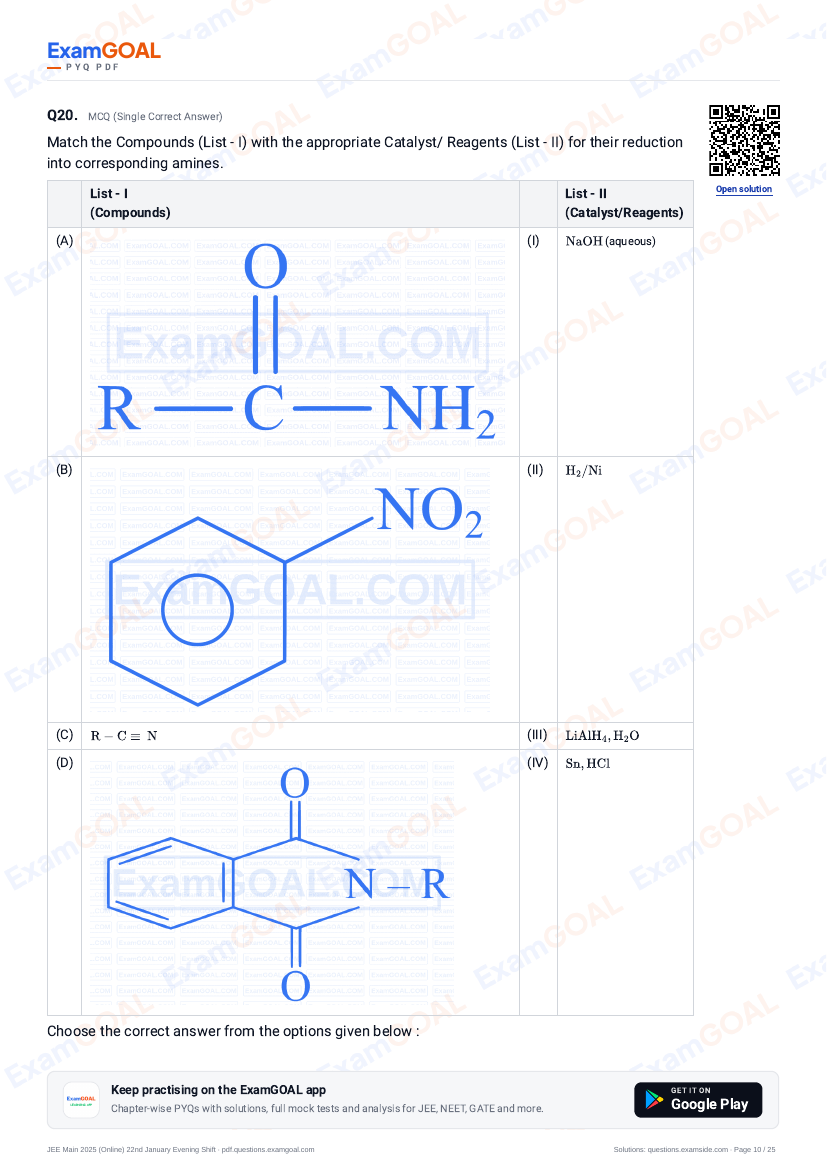 ExamGOAL
PYQ PDF
Q20. MCQ (Single Correct Answer)
Match the Compounds (List - I) with the appropriate Catalyst/ Reagents (List - II) for their reduction
into corresponding amines.
Open solution
List - I
(Compounds)
List - II
(Catalyst/Reagents)
(A)
O
R — C — NH₂
(I) NaOH (aqueous)
(B)
NO₂
(II) H₂/Ni
(C) R – C ≡ N
(III) LiAlH₄, H₂O
(D)
O
N – R
O
(IV) Sn, HCl
ExamGOAL.COM
Choose the correct answer from the options given below :
Keep practising on the ExamGOAL app
Chapter-wise PYQs with solutions, full mock tests and analysis for JEE, NEET, GATE and more.
GET IT ON
Google Play
JEE Main 2025 (Online) 22nd January Evening Shift · pdf.questions.examgoal.com
Solutions: questions.examside.com · Page 10 / 25